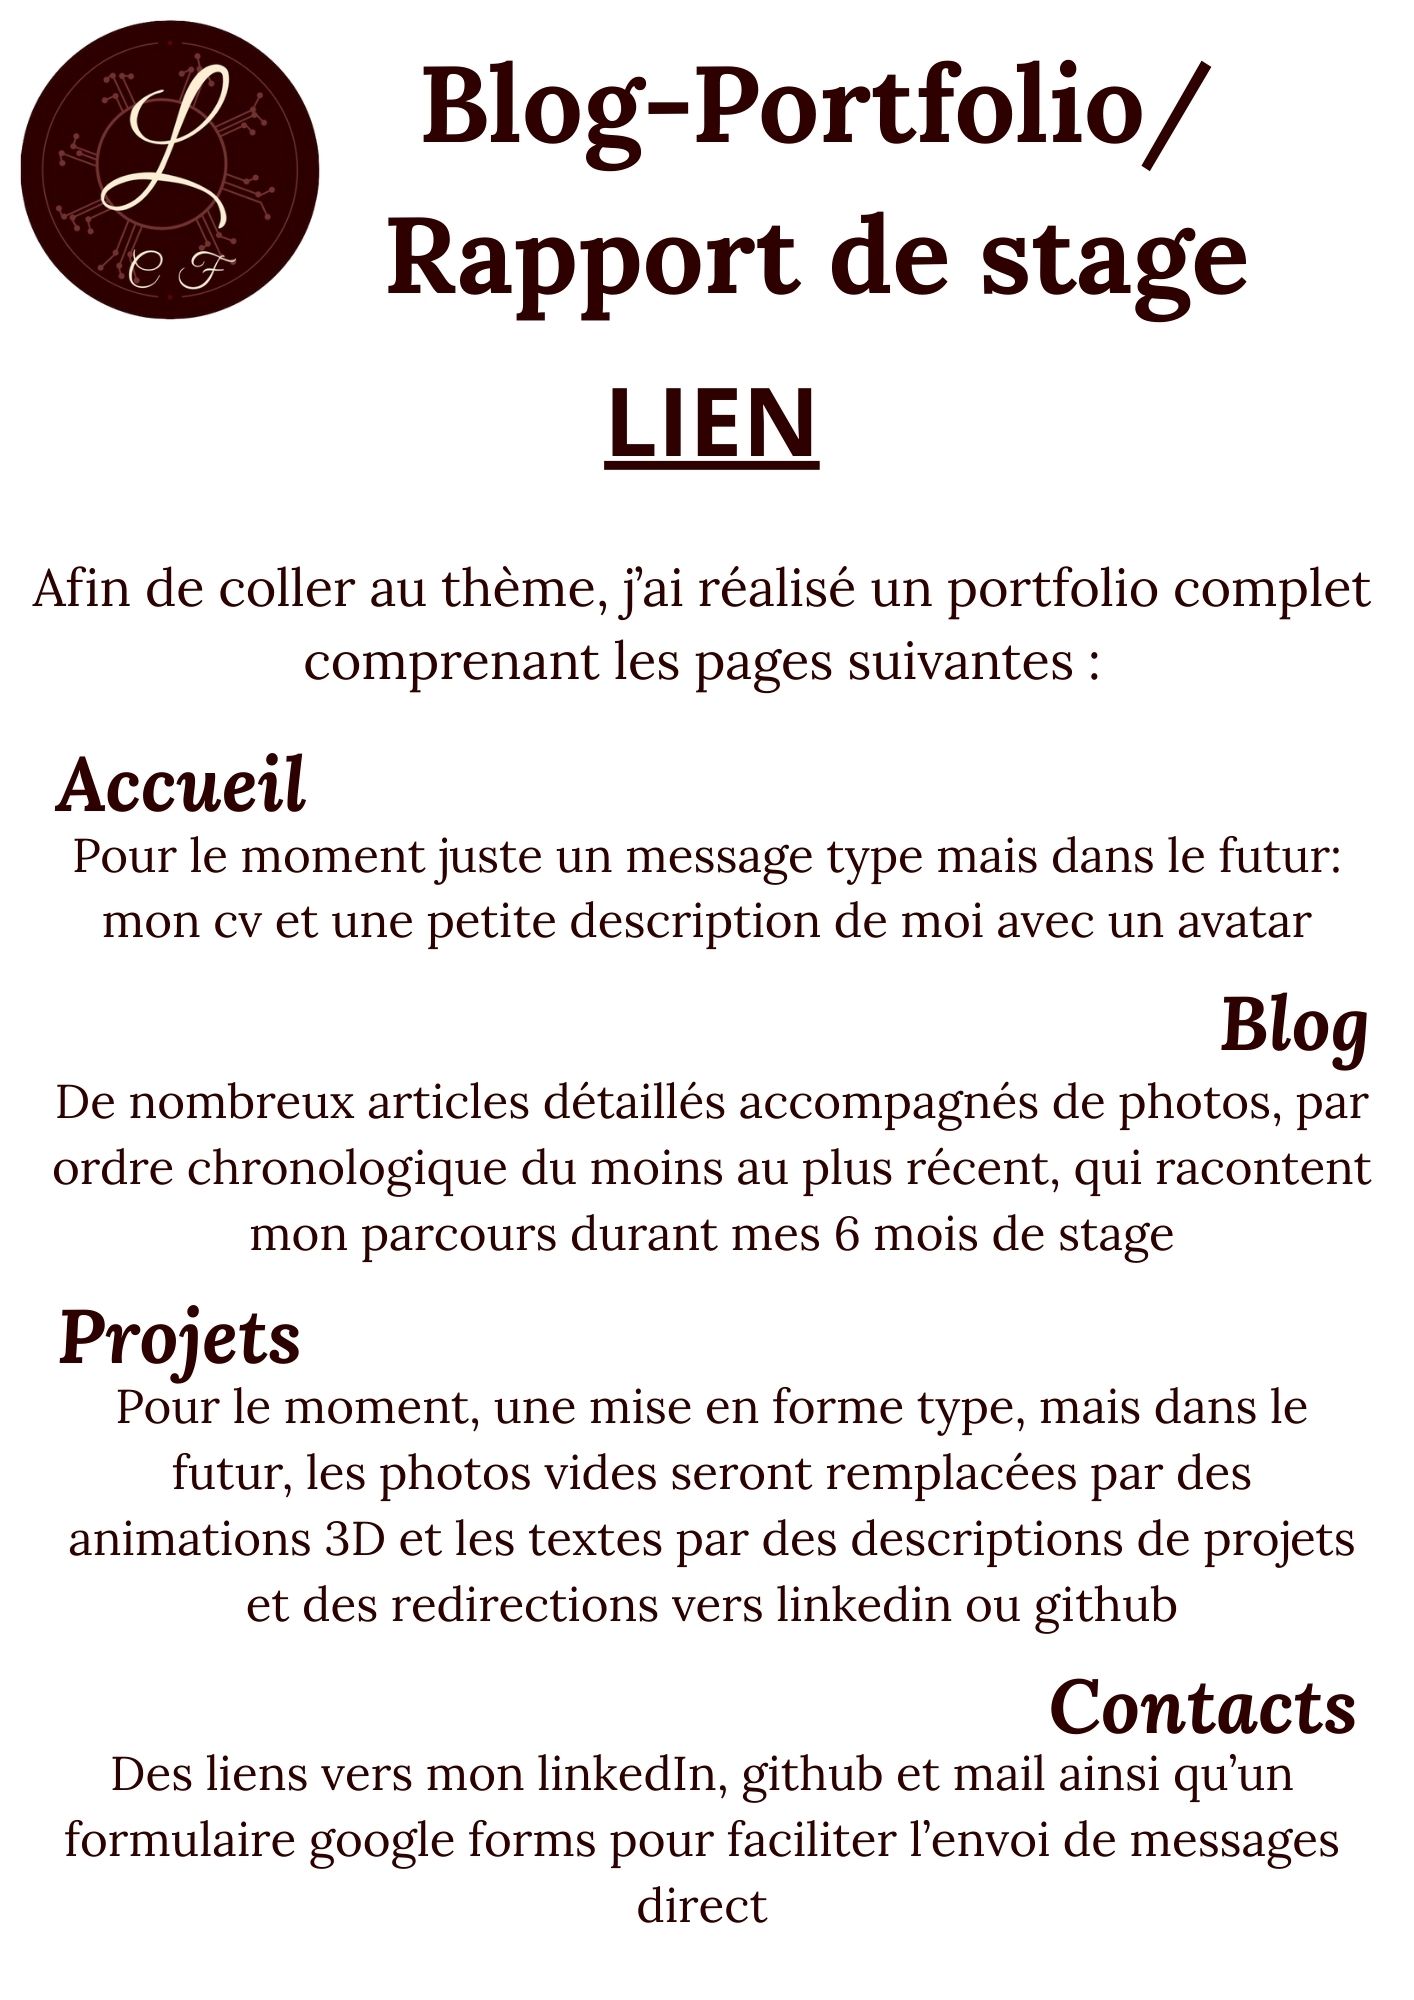 L
C F
Blog-Portfolio/
Rapport de stage
LIEN
Afin de coller au thème, j’ai réalisé un portfolio complet
comprenant les pages suivantes :
Accueil
Pour le moment juste un message type mais dans le futur:
mon cv et une petite description de moi avec un avatar
Blog
De nombreux articles détaillés accompagnés de photos, par
ordre chronologique du moins au plus récent, qui racontent
mon parcours durant mes 6 mois de stage
Projets
Pour le moment, une mise en forme type, mais dans le
futur, les photos vides seront remplacées par des
animations 3D et les textes par des descriptions de projets
et des redirections vers linkedin ou github
Contacts
Des liens vers mon linkedIn, github et mail ainsi qu’un
formulaire google forms pour faciliter l’envoi de messages
direct